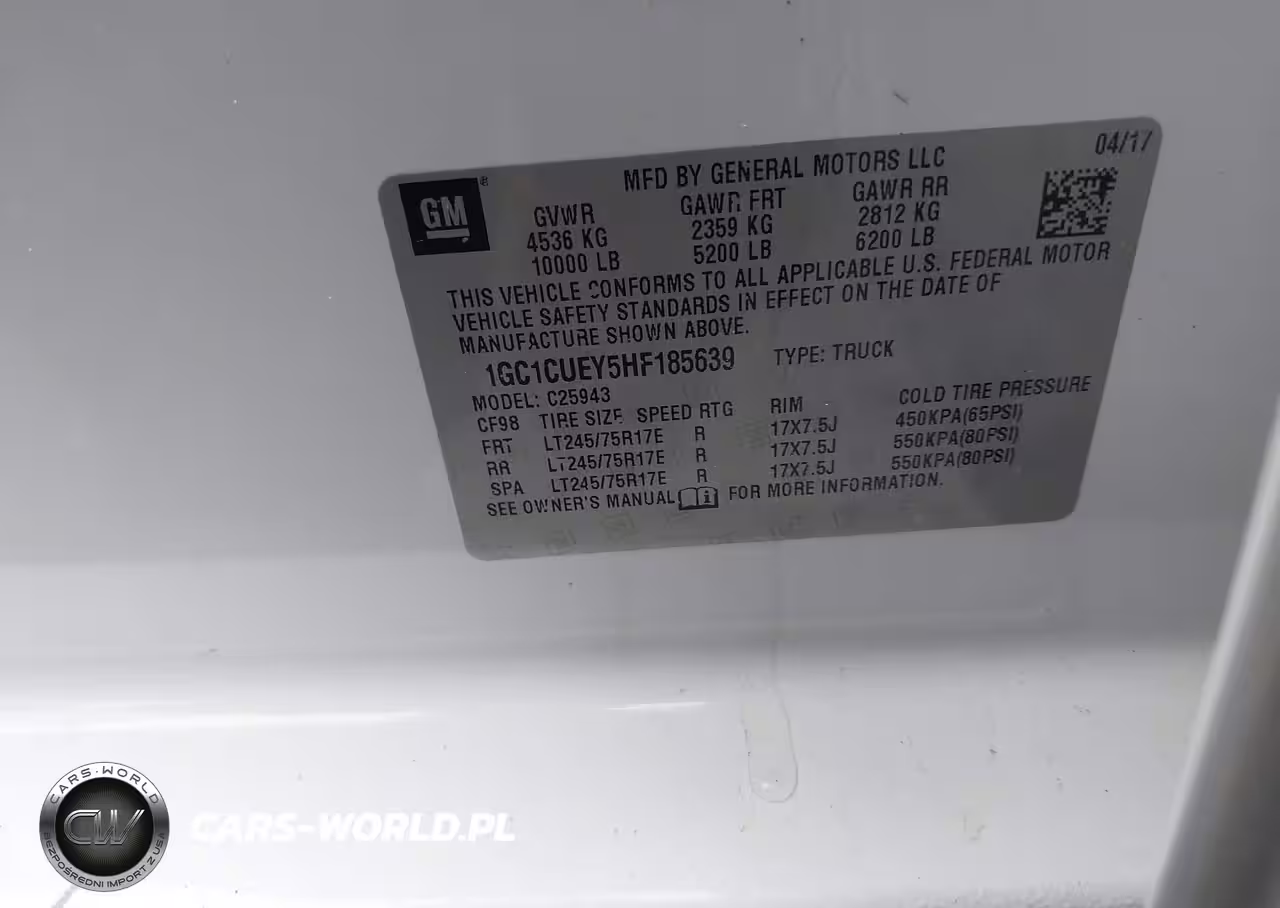 04/17
GM®
MFD BY GENERAL MOTORS LLC
GVWR GAWR FRT GAWR RR
4536 KG 2359 KG 2812 KG
10000 LB 5200 LB 6200 LB
THIS VEHICLE CONFORMS TO ALL APPLICABLE U.S. FEDERAL MOTOR
VEHICLE SAFETY STANDARDS IN EFFECT ON THE DATE OF
MANUFACTURE SHOWN ABOVE.
1GC1CUEY5HF185639 TYPE: TRUCK
MODEL: C25943
CF98 TIRE SIZE SPEED RTG RIM COLD TIRE PRESSURE
FRT LT245/75R17E R 17X7.5J 450KPA(65PSI)
RR LT245/75R17E R 17X7.5J 550KPA(80PSI)
SPA LT245/75R17E R 17X7.5J 550KPA(80PSI)
SEE OWNER'S MANUAL FOR MORE INFORMATION.
CARS-WORLD
CW
BEZPOŚREDNI IMPORT Z USA
CARS-WORLD.PL